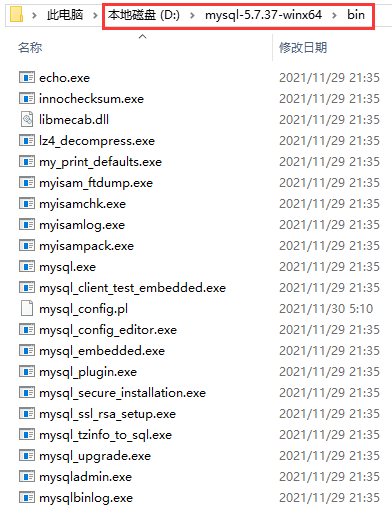 此电脑 > 本地磁盘 (D:) > mysql-5.7.37-winx64 > bin
名称 修改日期
echo.exe 2021/11/29 21:35
innochecksum.exe 2021/11/29 21:35
libmecab.dll 2021/11/29 21:35
lz4_decompress.exe 2021/11/29 21:35
my_print_defaults.exe 2021/11/29 21:35
myisam_ftdump.exe 2021/11/29 21:35
myisamchk.exe 2021/11/29 21:35
myisamlog.exe 2021/11/29 21:35
myisampack.exe 2021/11/29 21:35
mysql.exe 2021/11/29 21:35
mysql_client_test_embedded.exe 2021/11/29 21:35
mysql_config.pl 2021/11/30 5:10
mysql_config_editor.exe 2021/11/29 21:35
mysql_embedded.exe 2021/11/29 21:35
mysql_plugin.exe 2021/11/29 21:35
mysql_secure_installation.exe 2021/11/29 21:35
mysql_ssl_rsa_setup.exe 2021/11/29 21:35
mysql_tzinfo_to_sql.exe 2021/11/29 21:35
mysql_upgrade.exe 2021/11/29 21:35
mysqladmin.exe 2021/11/29 21:35
mysqlbinlog.exe 2021/11/29 21:35